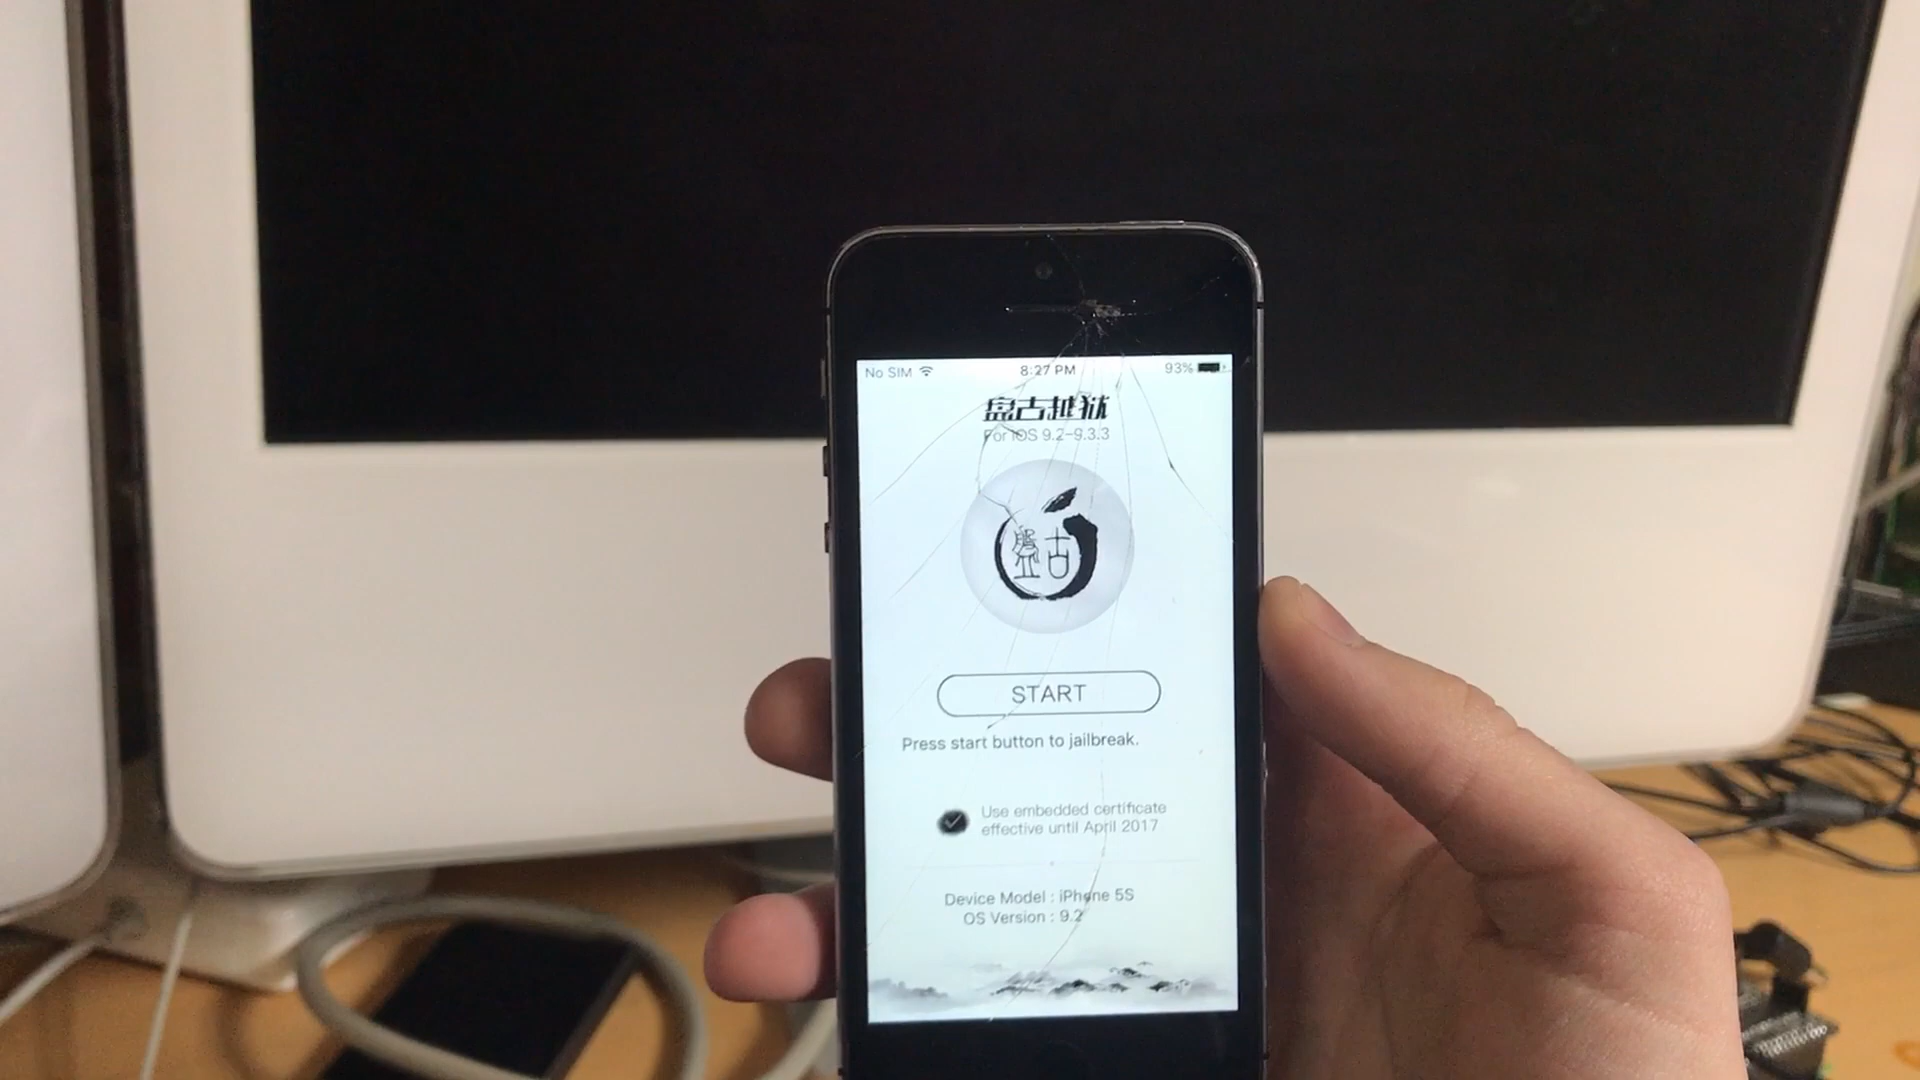 No SIM 8:27 PM 93%
盘古越狱
For iOS 9.2-9.3.3
盤古
START
Press start button to jailbreak.
Use embedded certificate
effective until April 2017
Device Model : iPhone 5S
OS Version : 9.2